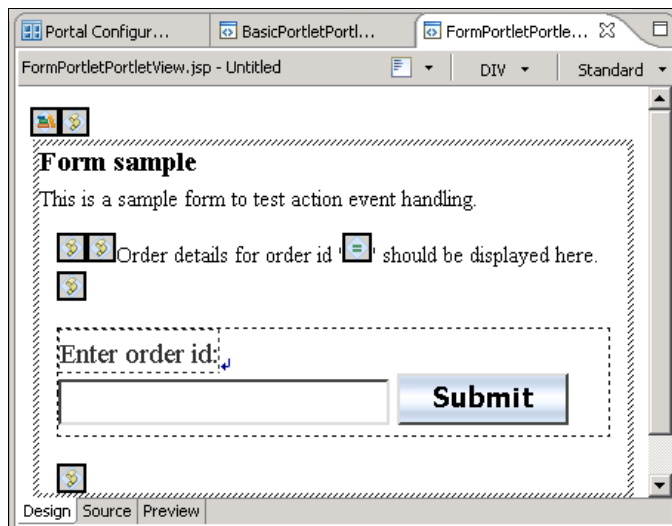 Portal Configur... BasicPortletPortl... FormPortletPortle...
FormPortletPortletView.jsp - Untitled DIV Standard
Form sample
This is a sample form to test action event handling.
Order details for order id '=' should be displayed here.
Enter order id:
Submit
Design Source Preview